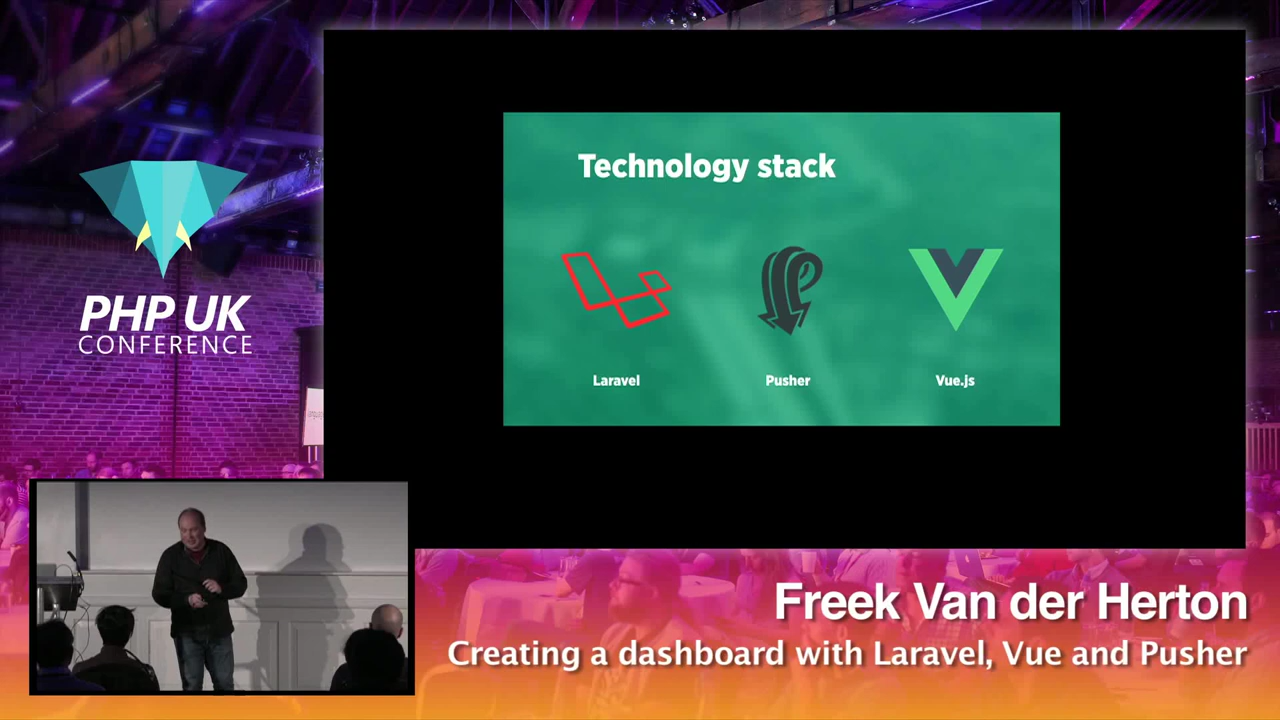 Technology stack
Laravel
Pusher
Vue.js
PHP UK
CONFERENCE
Freek Van der Herton
Creating a dashboard with Laravel, Vue and Pusher